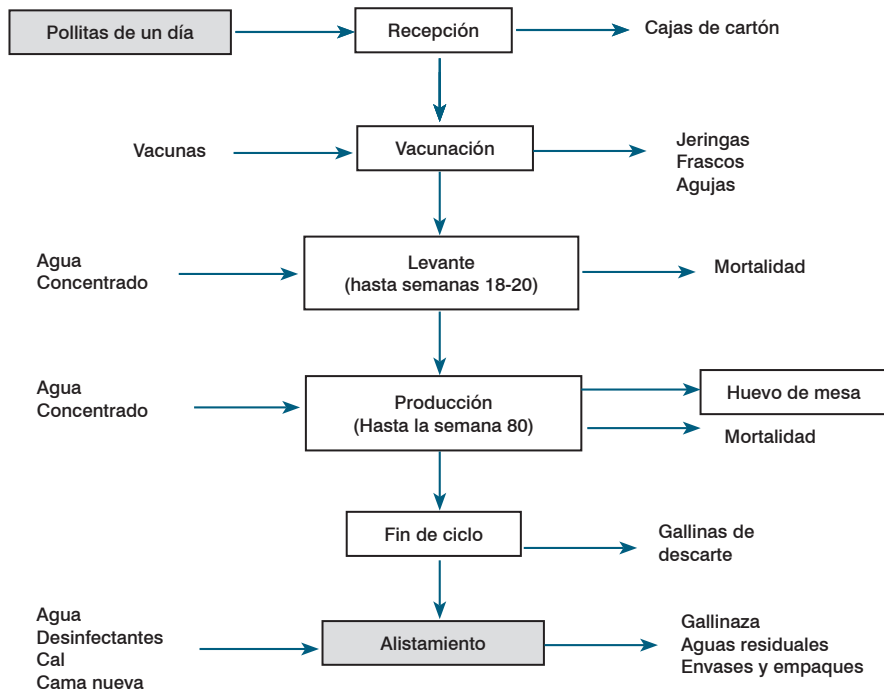 Pollitas de un día
Recepción
Cajas de cartón
Vacunas
Vacunación
Jeringas
Frascos
Agujas
Agua
Concentrado
Levante
(hasta semanas 18-20)
Mortalidad
Agua
Concentrado
Producción
(Hasta la semana 80)
Huevo de mesa
Mortalidad
Fin de ciclo
Gallinas de
descarte
Agua
Desinfectantes
Cal
Cama nueva
Alistamiento
Gallinaza
Aguas residuales
Envases y empaques